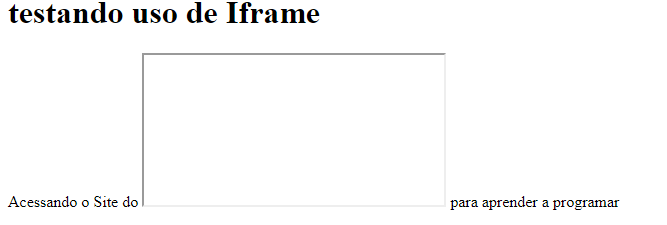 testando uso de Iframe
Acessando o Site do para aprender a programar